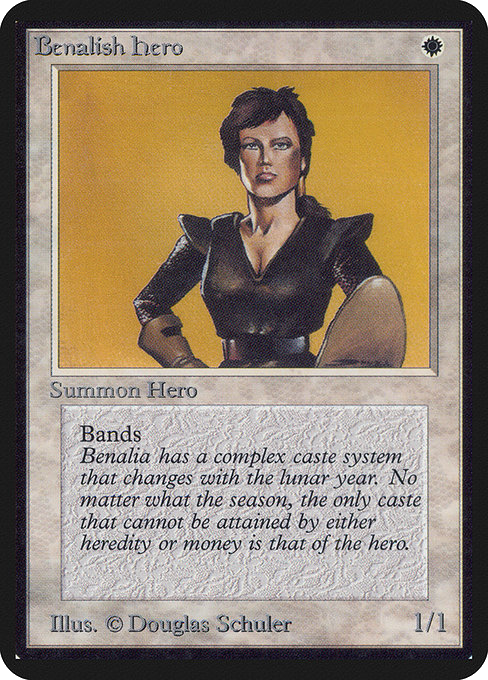 Benalish Hero
Summon Hero
Bands
Benalia has a complex caste system
that changes with the lunar year. No
matter what the season, the only caste
that cannot be attained by either
heredity or money is that of the hero.
Illus. © Douglas Schuler 1/1